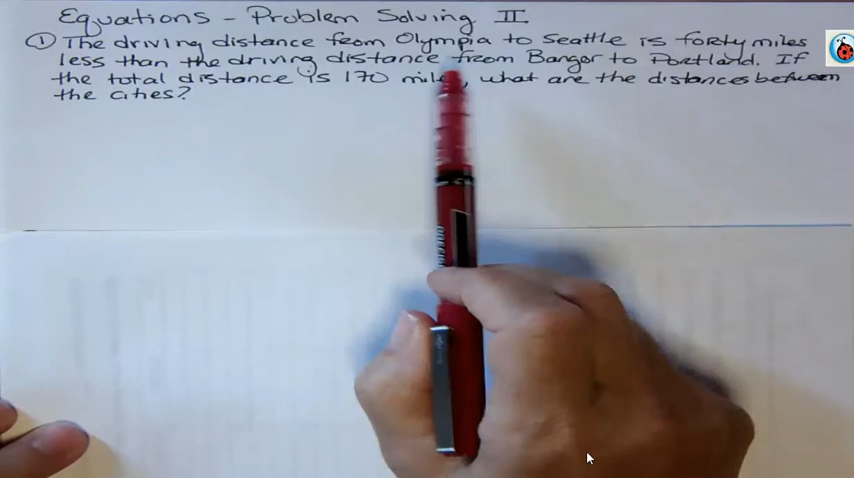 Equations - Problem Solving II
① The driving distance from Olympia to Seattle is forty miles
less than the driving distance from Bangor to Portland. If
the total distance is 170 miles, what are the distances between
the cities?